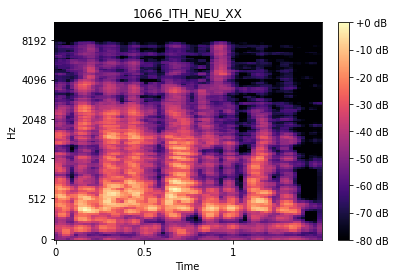 1066_ITH_NEU_XX
8192
4096
2048
1024
512
0
Hz
0
0.5
1
Time
+0 dB
-10 dB
-20 dB
-30 dB
-40 dB
-50 dB
-60 dB
-70 dB
-80 dB